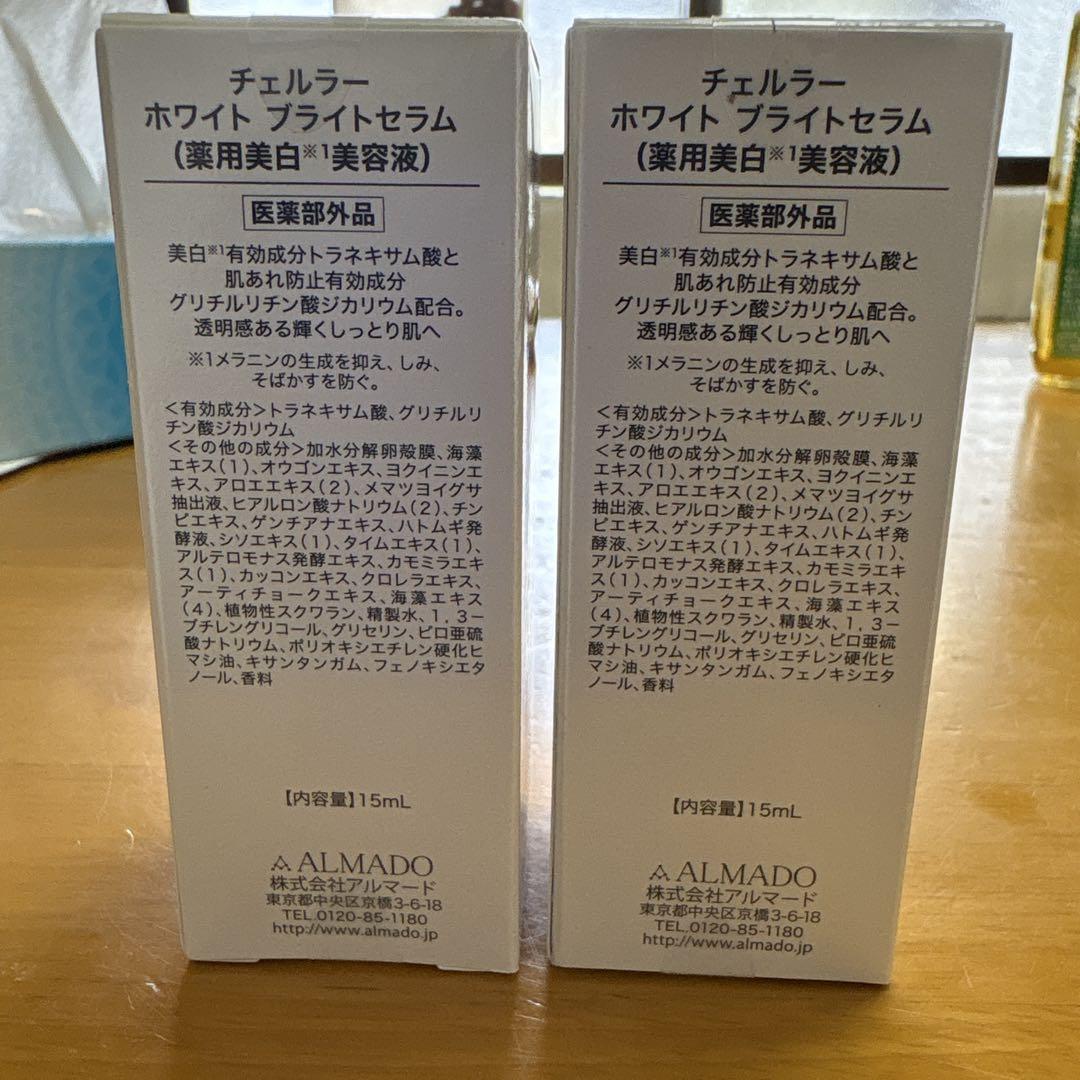 チェルラー
ホワイト ブライトセラム
(薬用美白※1美容液)
医薬部外品
美白※1有効成分トラネキサム酸と
肌あれ防止有効成分
グリチルリチン酸ジカリウム配合。
透明感ある輝くしっとり肌へ
※1メラニンの生成を抑え、しみ、
そばかすを防ぐ。
<有効成分>トラネキサム酸、グリチルリ
チン酸ジカリウム
<その他の成分>加水分解卵殻膜、海藻
エキス(1)、オウゴンエキス、ヨクイニンエ
キス、アロエエキス(2)、メマツヨイグサ
抽出液、ヒアルロン酸ナトリウム(2)、チン
ピエキス、ゲンチアナエキス、ハトムギ発
酵液、シソエキス(1)、タイムエキス(1)、
アルテロモナス発酵エキス、カモミラエキ
ス(1)、カッコンエキス、クロレラエキス、
アーティチョークエキス、海藻エキス
(4)、植物性スクワラン、精製水、1,3-
ブチレングリコール、グリセリン、ピロ亜硫
酸ナトリウム、ポリオキシエチレン硬化ヒ
マシ油、キサンタンガム、フェノキシエタ
ノール、香料
【内容量】15mL
ALMADO
株式会社アルマード
東京都中央区京橋3-6-18
TEL.0120-85-1180
http://www.almado.jp
チェルラー
ホワイト ブライトセラム
(薬用美白※1美容液)
医薬部外品
美白※1有効成分トラネキサム酸と
肌あれ防止有効成分
グリチルリチン酸ジカリウム配合。
透明感ある輝くしっとり肌へ
※1メラニンの生成を抑え、しみ、
そばかすを防ぐ。
<有効成分>トラネキサム酸、グリチルリ
チン酸ジカリウム
<その他の成分>加水分解卵殻膜、海藻
エキス(1)、オウゴンエキス、ヨクイニンエ
キス、アロエエキス(2)、メマツヨイグサ
抽出液、ヒアルロン酸ナトリウム(2)、チン
ピエキス、ゲンチアナエキス、ハトムギ発
酵液、シソエキス(1)、タイムエキス(1)、
アルテロモナス発酵エキス、カモミラエキ
ス(1)、カッコンエキス、クロレラエキス、
アーティチョークエキス、海藻エキス
(4)、植物性スクワラン、精製水、1,3-
ブチレングリコール、グリセリン、ピロ亜硫
酸ナトリウム、ポリオキシエチレン硬化ヒ
マシ油、キサンタンガム、フェノキシエタ
ノール、香料
【内容量】15mL
ALMADO
株式会社アルマード
東京都中央区京橋3-6-18
TEL.0120-85-1180
http://www.almado.jp